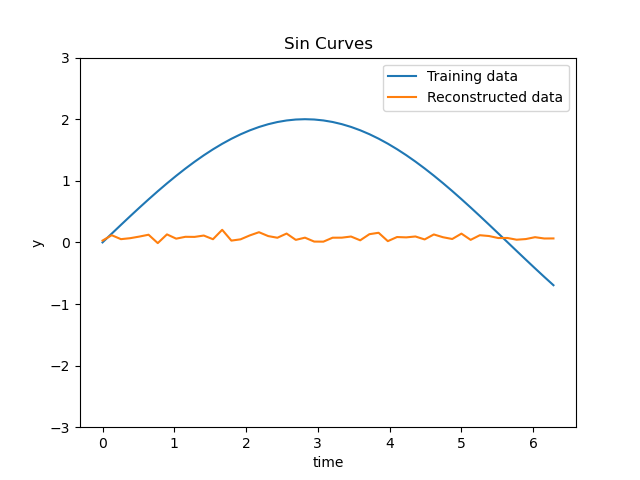 Sin Curves
Training data
Reconstructed data
3
2
1
0
−1
−2
−3
y
0 1 2 3 4 5 6
time